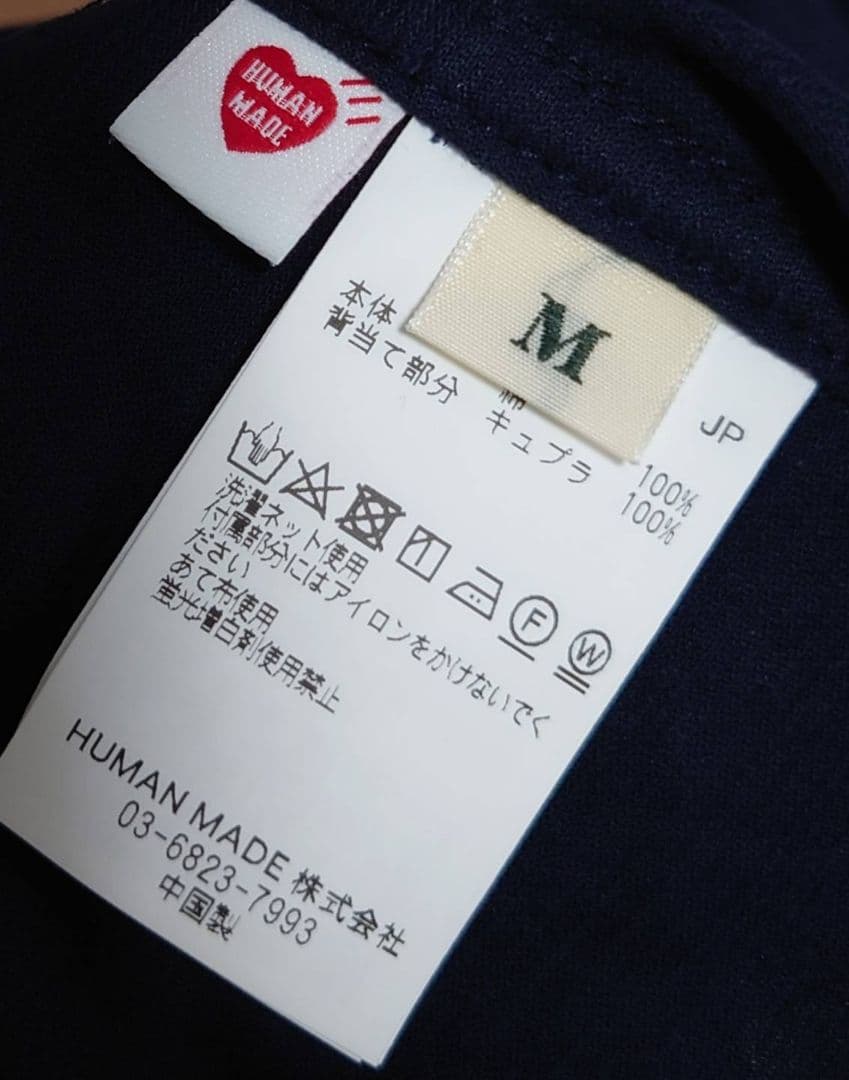 HUMAN
MADE
M
JP
本体 綿 100%
背当て部分 キュプラ 100%
F W
洗濯ネット使用
付属部分にはアイロンをかけないでく
ださい
あて布使用
蛍光増白剤使用禁止
HUMAN MADE 株式会社
03-6823-7993
中国製